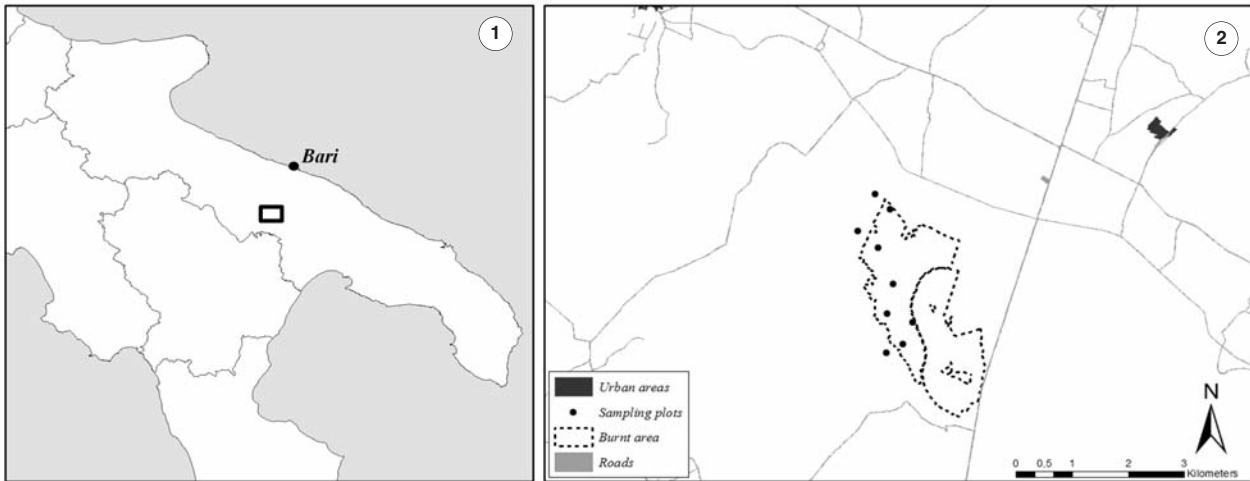 1
Bari
2
Urban areas
Sampling plots
Burnt area
Roads
N
0 0,5 1 2 3
Kilometers